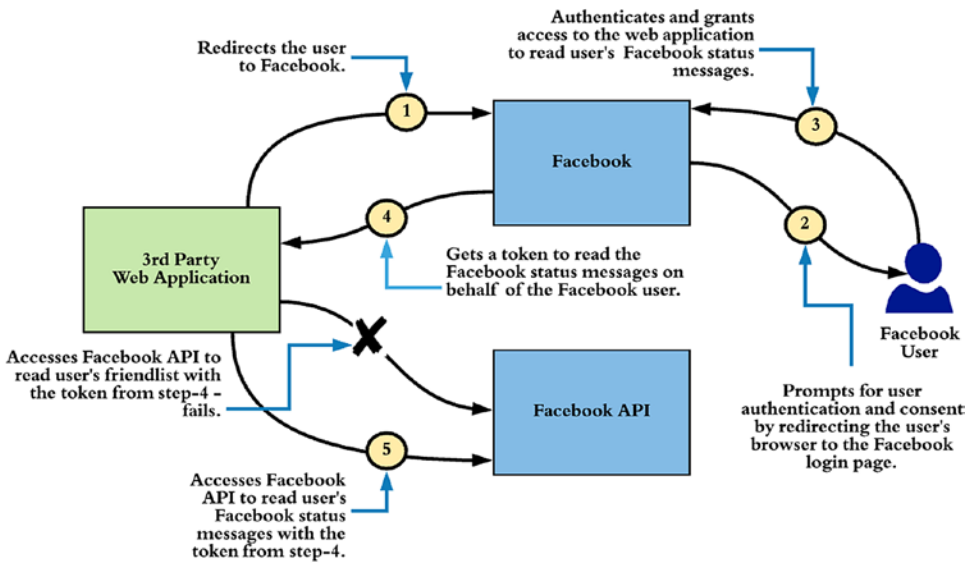 Redirects the user
to Facebook.
Authenticates and grants
access to the web application
to read user's Facebook status
messages.
1
3
Facebook
4
2
3rd Party
Web Application
Gets a token to read the
Facebook status messages on
behalf of the Facebook user.
Facebook
User
Accesses Facebook API to
read user's friendlist with
the token from step-4 -
fails.
Facebook API
Prompts for user
authentication and consent
by redirecting the user's
browser to the Facebook
login page.
5
Accesses Facebook
API to read user's
Facebook status
messages with the
token from step-4.